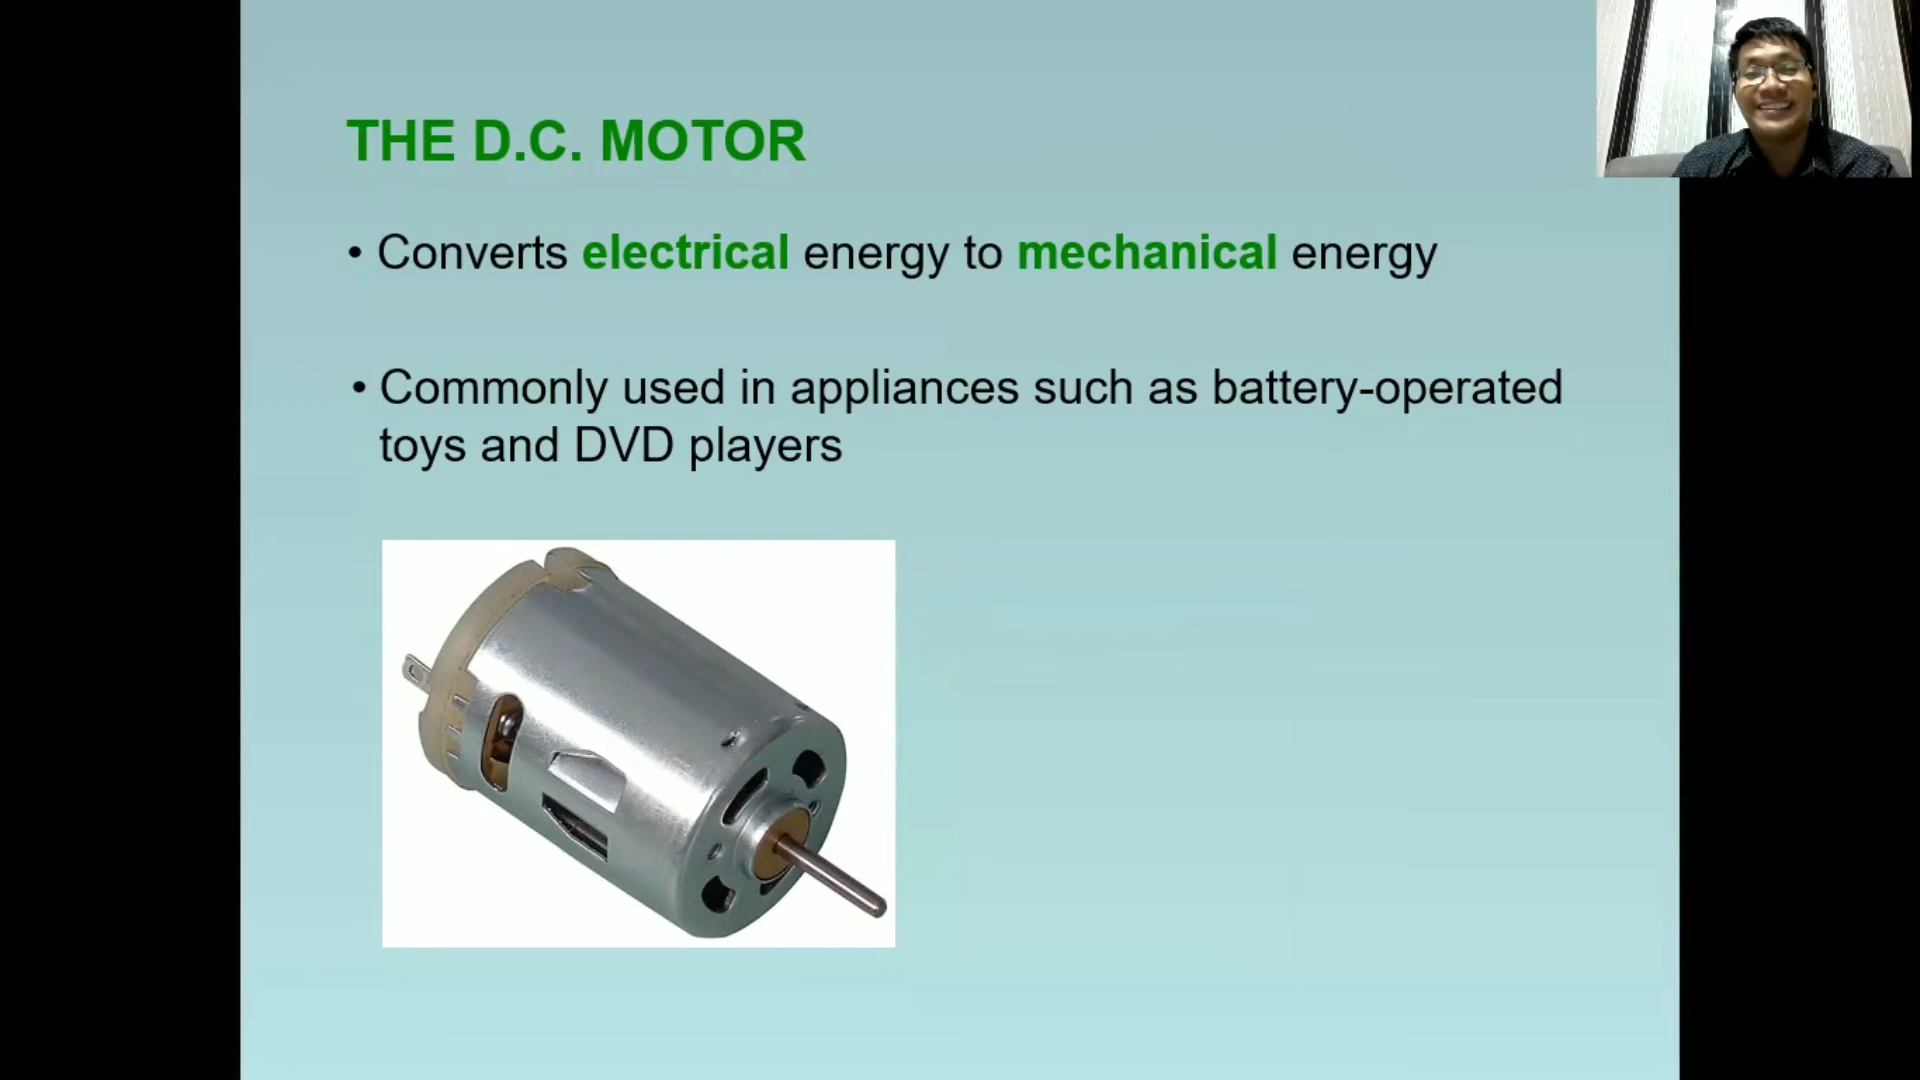 THE D.C. MOTOR
• Converts electrical energy to mechanical energy
• Commonly used in appliances such as battery-operated
toys and DVD players